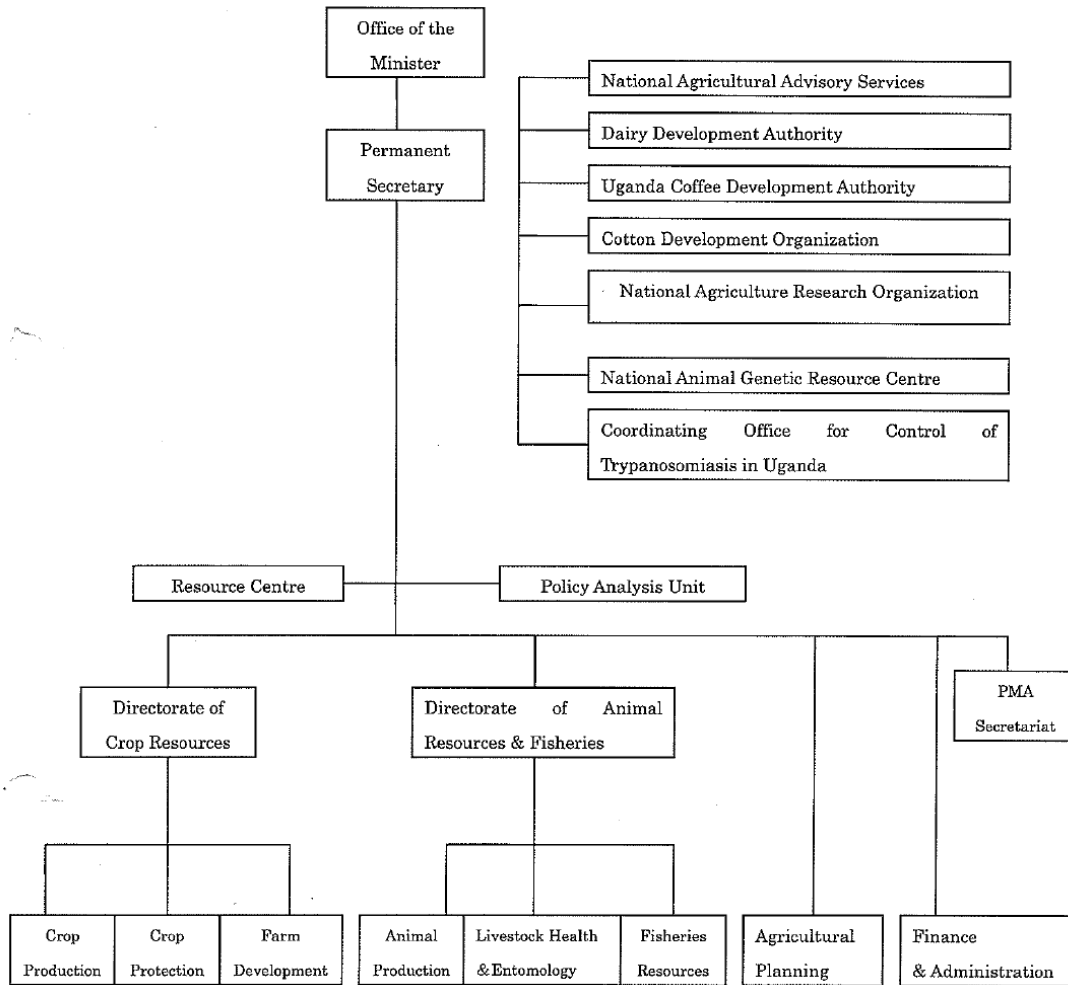 Office of the
Minister
Permanent
Secretary
National Agricultural Advisory Services
Dairy Development Authority
Uganda Coffee Development Authority
Cotton Development Organization
National Agriculture Research Organization
National Animal Genetic Resource Centre
Coordinating Office for Control of
Trypanosomiasis in Uganda
Resource Centre
Policy Analysis Unit
Directorate of
Crop Resources
Directorate of Animal
Resources & Fisheries
PMA
Secretariat
Crop
Production
Crop
Protection
Farm
Development
Animal
Production
Livestock Health
& Entomology
Fisheries
Resources
Agricultural
Planning
Finance
& Administration